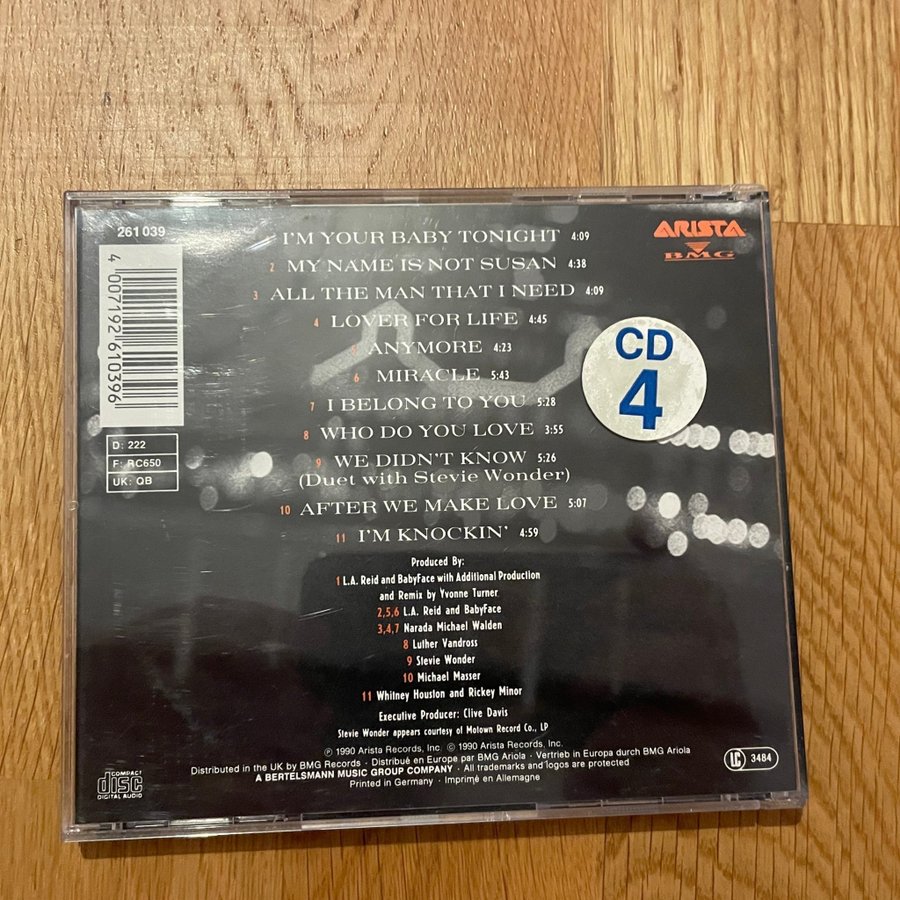 261 039
4 007192 610396
D: 222
F: RC650
UK: QB
I'M YOUR BABY TONIGHT 4:09
2 MY NAME IS NOT SUSAN 4:38
3 ALL THE MAN THAT I NEED 4:09
4 LOVER FOR LIFE 4:45
5 ANYMORE 4:23
6 MIRACLE 5:43
7 I BELONG TO YOU 5:28
8 WHO DO YOU LOVE 3:55
9 WE DIDN'T KNOW 5:26
(Duet with Stevie Wonder)
10 AFTER WE MAKE LOVE 5:07
11 I'M KNOCKIN' 4:59
ARISTA
BMG
CD
4
Produced By:
1 L.A. Reid and BabyFace with Additional Production
and Remix by Yvonne Turner
2,5,6 L.A. Reid and BabyFace
3,4,7 Narada Michael Walden
8 Luther Vandross
9 Stevie Wonder
10 Michael Masser
11 Whitney Houston and Rickey Minor
Executive Producer: Clive Davis
Stevie Wonder appears courtesy of Motown Record Co., LP
℗ 1990 Arista Records, Inc. © 1990 Arista Records, Inc.
Distributed in the UK by BMG Records · Distribué en Europe par BMG Ariola · Vertrieb in Europa durch BMG Ariola
A BERTELSMANN MUSIC GROUP COMPANY · All trademarks and logos are protected
Printed in Germany · Imprimé en Allemagne
COMPACT
disc
DIGITAL AUDIO
LC 3484